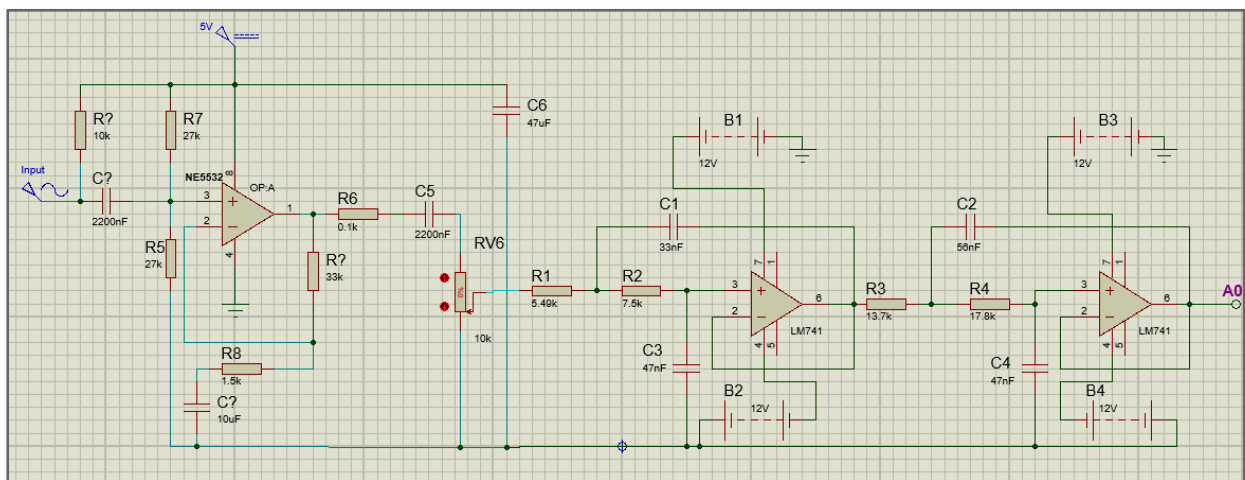 5V
R?
10k
R7
27k
C6
47uF
Input
C?
2200nF
NE5532
OP:A
8
3
2
1
4
R5
27k
R6
0.1k
C5
2200nF
R?
33k
R8
1.5k
C?
10uF
RV6
0%
10k
B1
12V
C1
33nF
R1
5.49k
R2
7.5k
7
1
3
2
6
4
5
LM741
C3
47nF
B2
12V
B3
12V
C2
56nF
R3
13.7k
R4
17.8k
7
1
3
2
6
4
5
LM741
C4
47nF
B4
12V
A0